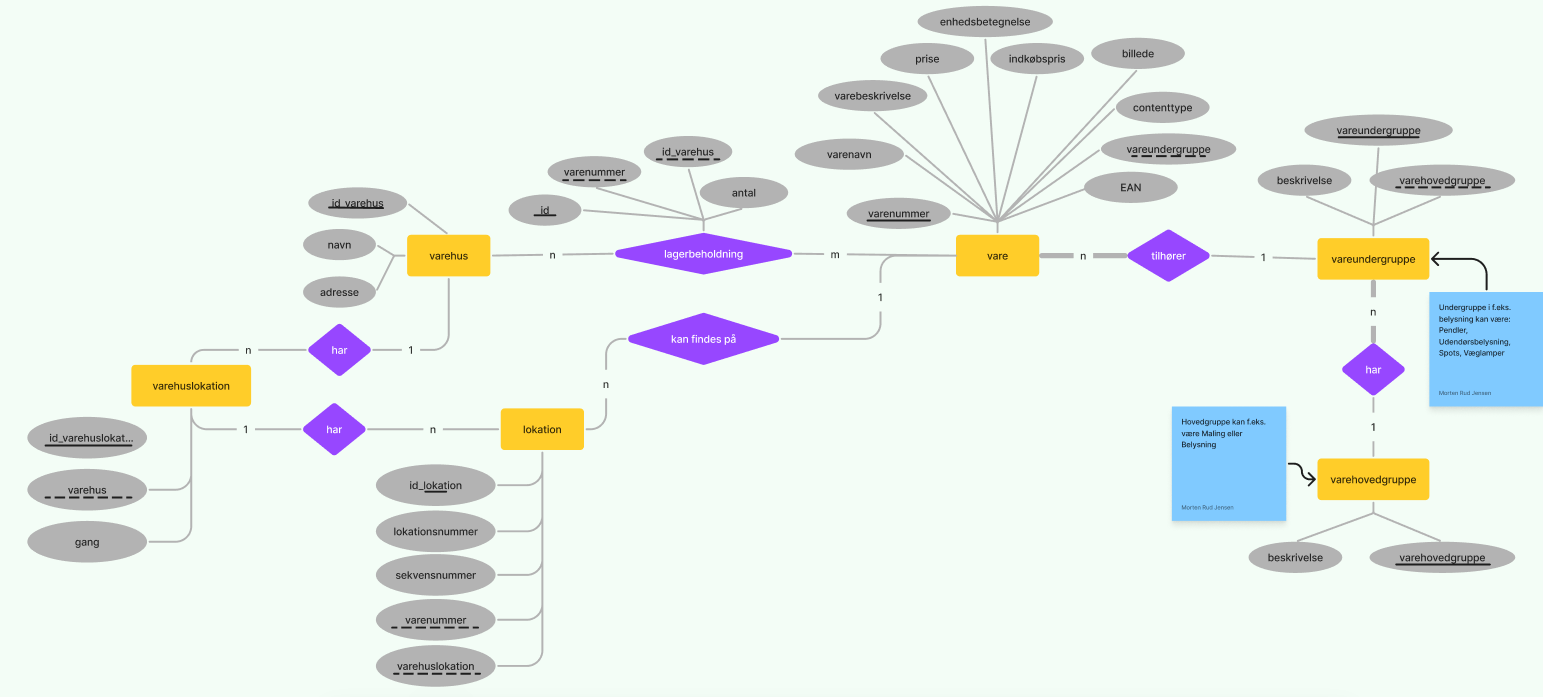 enhedsbetegnelse
prise
indkøbspris
billede
varebeskrivelse
contenttype
varenavn
vareundergruppe
EAN
varenummer
id_varehus
varenummer
antal
id
vareundergruppe
beskrivelse
varehovedgruppe
id_varehus
navn
adresse
varehus
n
lagerbeholdning
m
vare
n
tilhører
1
vareundergruppe
1
n
Undergruppe i f.eks.
belysning kan være:
Pendler,
Udendørsbelysning,
Spots, Væglamper
Morten Rud Jensen
n
har
1
kan findes på
har
varehuslokation
n
1
har
n
lokation
1
Hovedgruppe kan f.eks.
være Maling eller
Belysning
Morten Rud Jensen
varehovedgruppe
beskrivelse
varehovedgruppe
id_varehuslokat...
varehus
gang
id_lokation
lokationsnummer
sekvensnummer
varenummer
varehuslokation